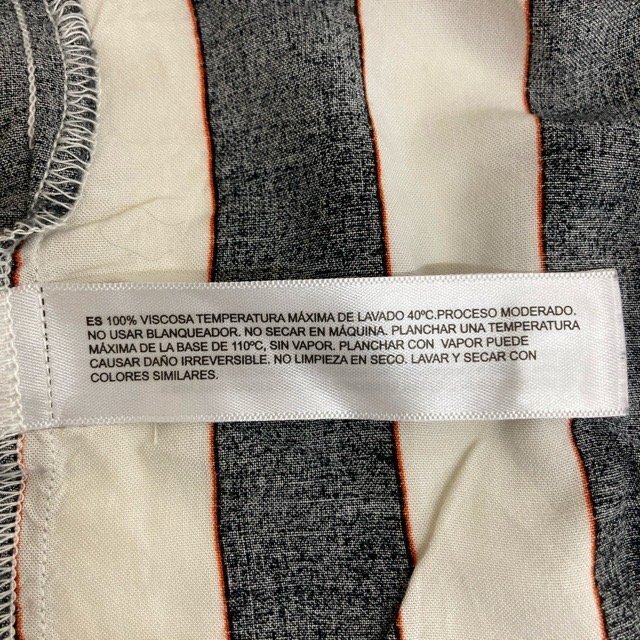 ES 100% VISCOSA TEMPERATURA MÁXIMA DE LAVADO 40ºC.PROCESO MODERADO.
NO USAR BLANQUEADOR. NO SECAR EN MÁQUINA. PLANCHAR UNA TEMPERATURA
MÁXIMA DE LA BASE DE 110ºC, SIN VAPOR. PLANCHAR CON VAPOR PUEDE
CAUSAR DAÑO IRREVERSIBLE. NO LIMPIEZA EN SECO. LAVAR Y SECAR CON
COLORES SIMILARES.